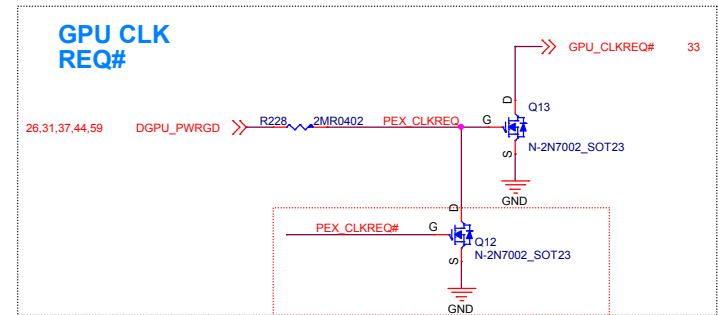 GPU CLK
REQ#
GPU_CLKREQ# 33
D
Q13
26,31,37,44,59 DGPU_PWRGD R228 2MR0402 PEX_CLKREQ G
N-2N7002_SOT23
S
GND
D
PEX_CLKREQ# G
Q12
N-2N7002_SOT23
S
GND